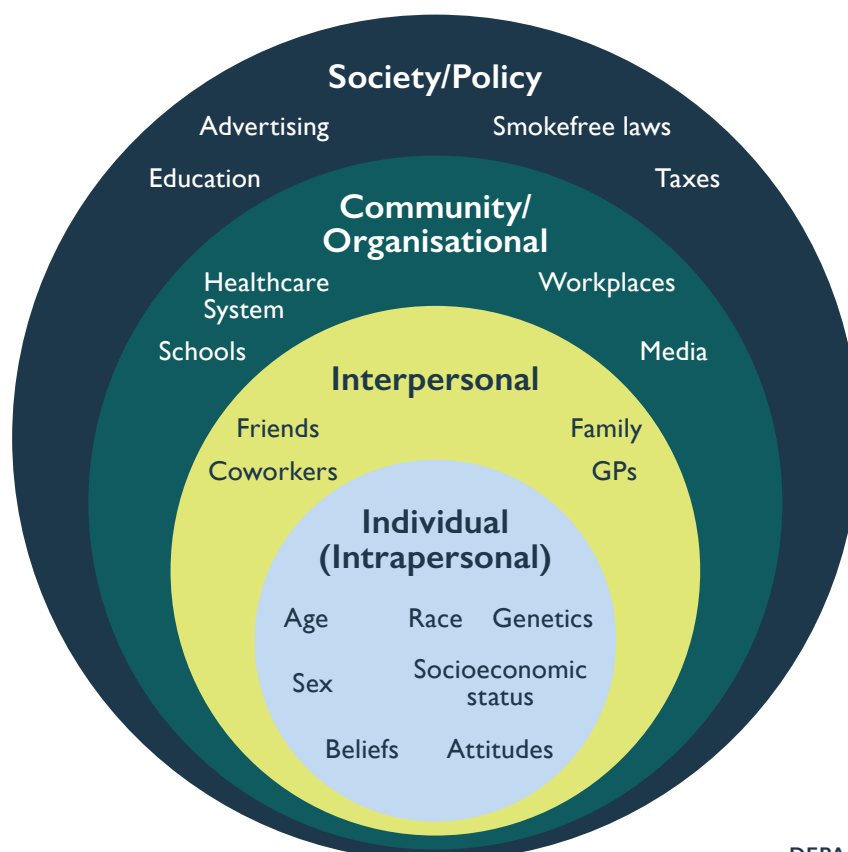 Society/Policy
Advertising
Smokefree laws
Education
Taxes
Community/
Organisational
Healthcare
System
Workplaces
Schools
Media
Interpersonal
Friends
Family
Coworkers
GPs
Individual
(Intrapersonal)
Age
Race
Genetics
Sex
Socioeconomic
status
Beliefs
Attitudes